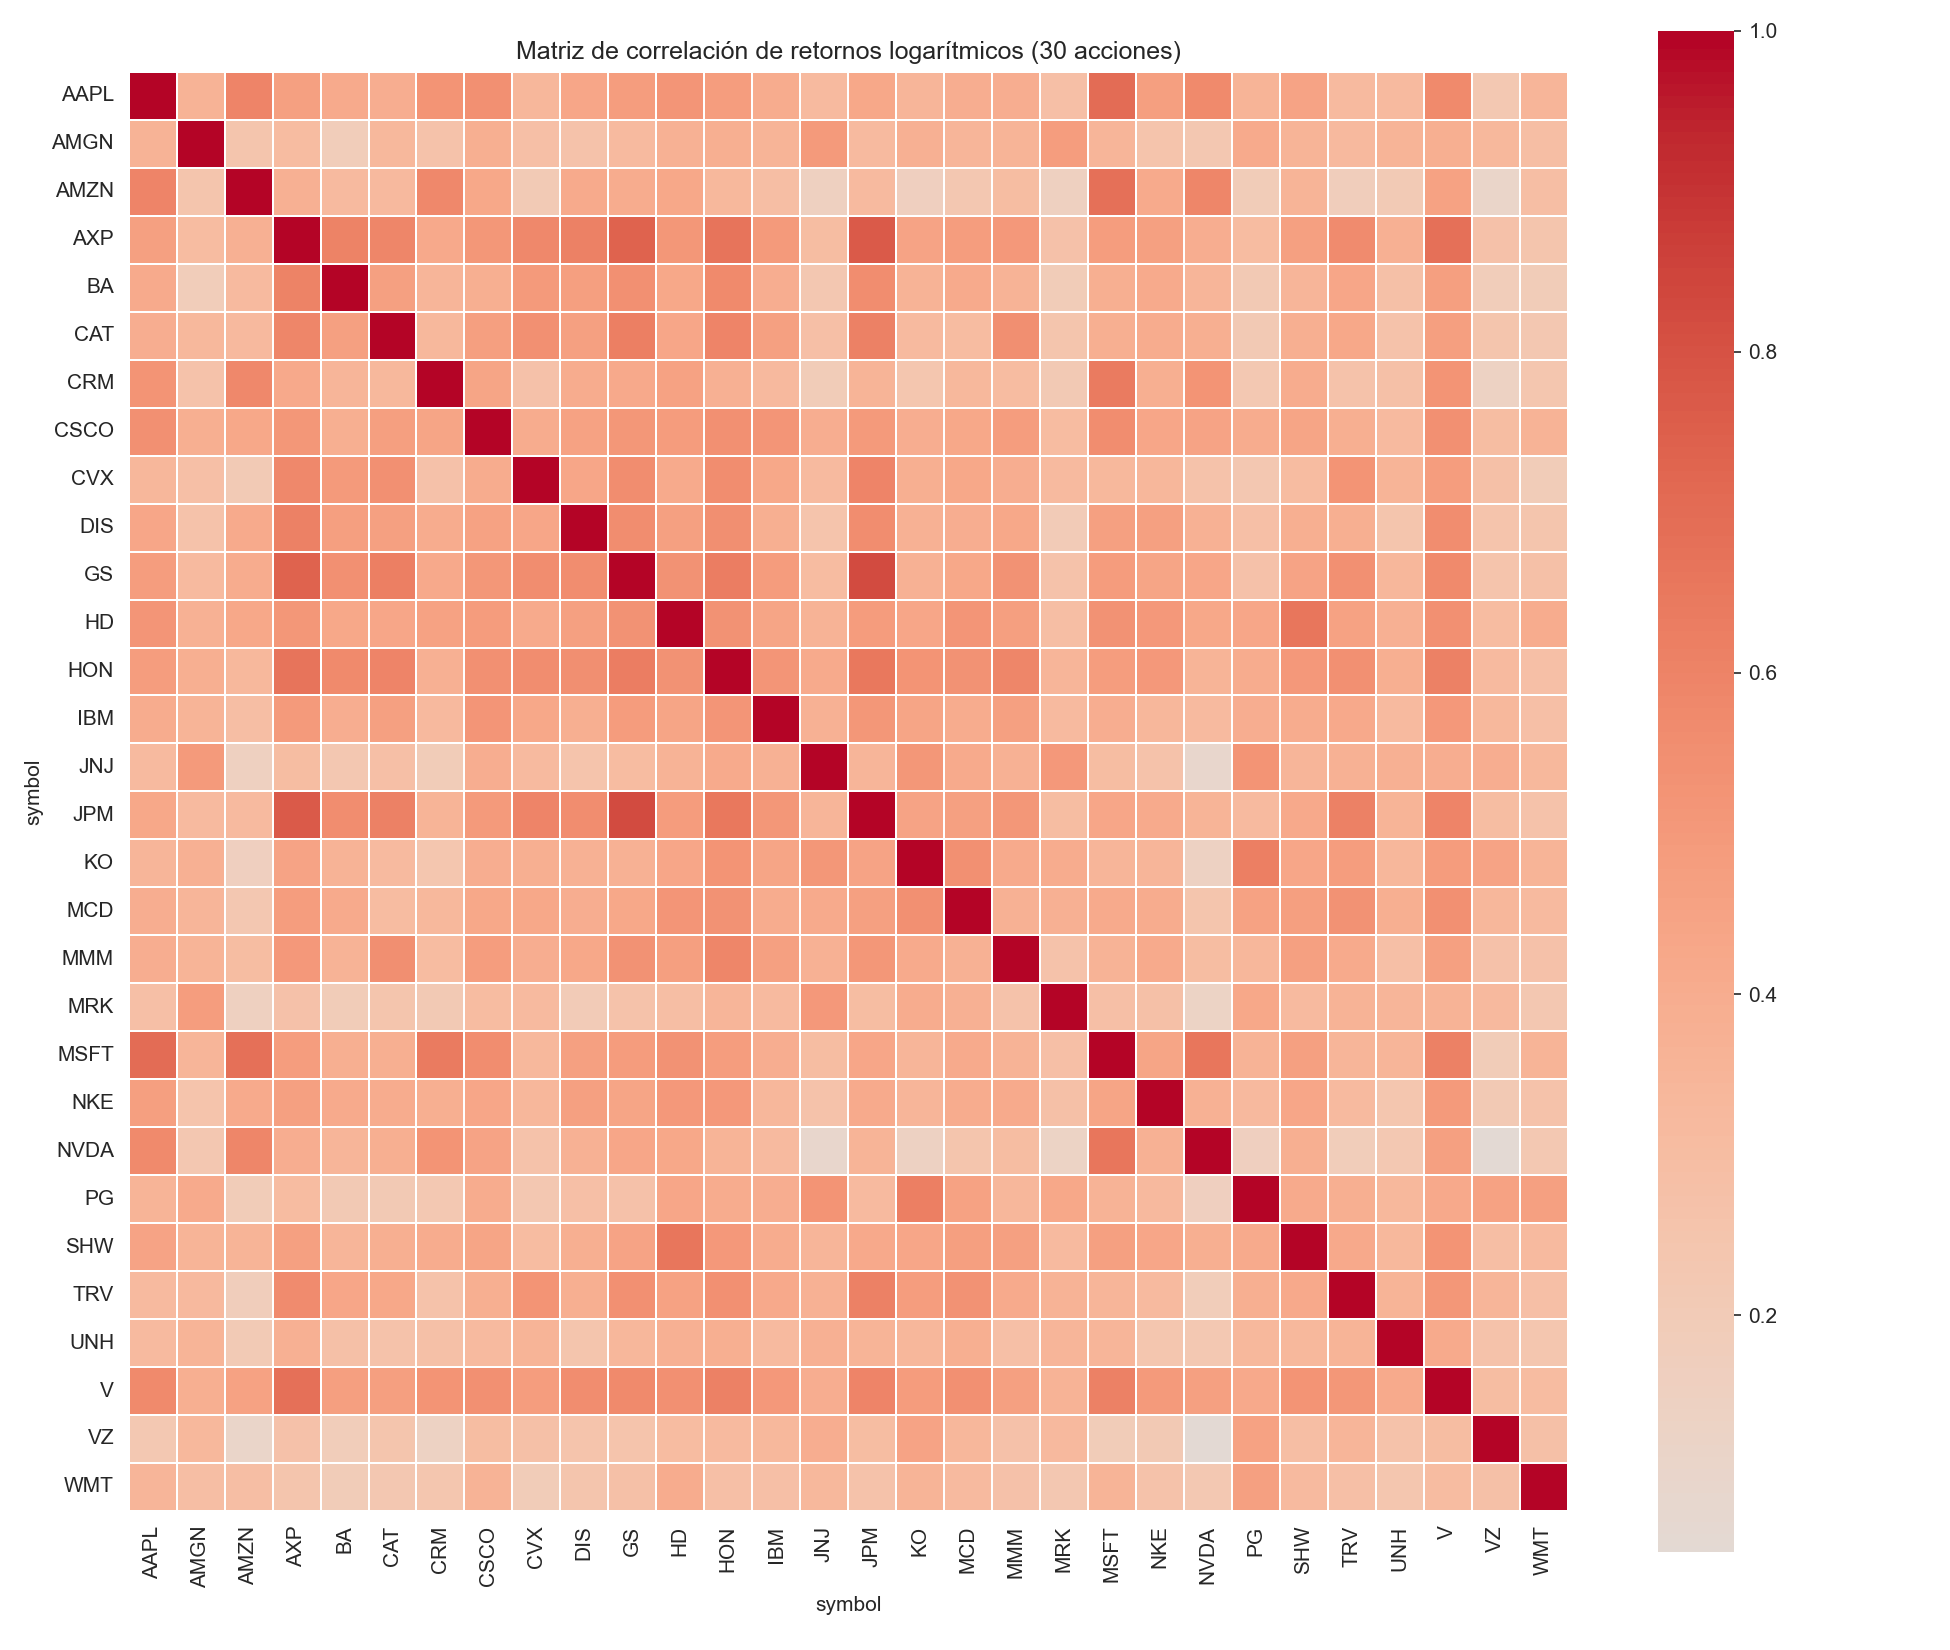 Matriz de correlación de retornos logarítmicos (30 acciones)
AAPL
AMGN
AMZN
AXP
BA
CAT
CRM
CSCO
CVX
DIS
GS
HD
HON
IBM
JNJ
JPM
KO
MCD
MMM
MRK
MSFT
NKE
NVDA
PG
SHW
TRV
UNH
V
VZ
WMT
symbol
AAPL AMGN AMZN AXP BA CAT CRM CSCO CVX DIS GS HD HON IBM JNJ JPM KO MCD MMM MRK MSFT NKE NVDA PG SHW TRV UNH V VZ WMT
symbol
1.0
0.8
0.6
0.4
0.2